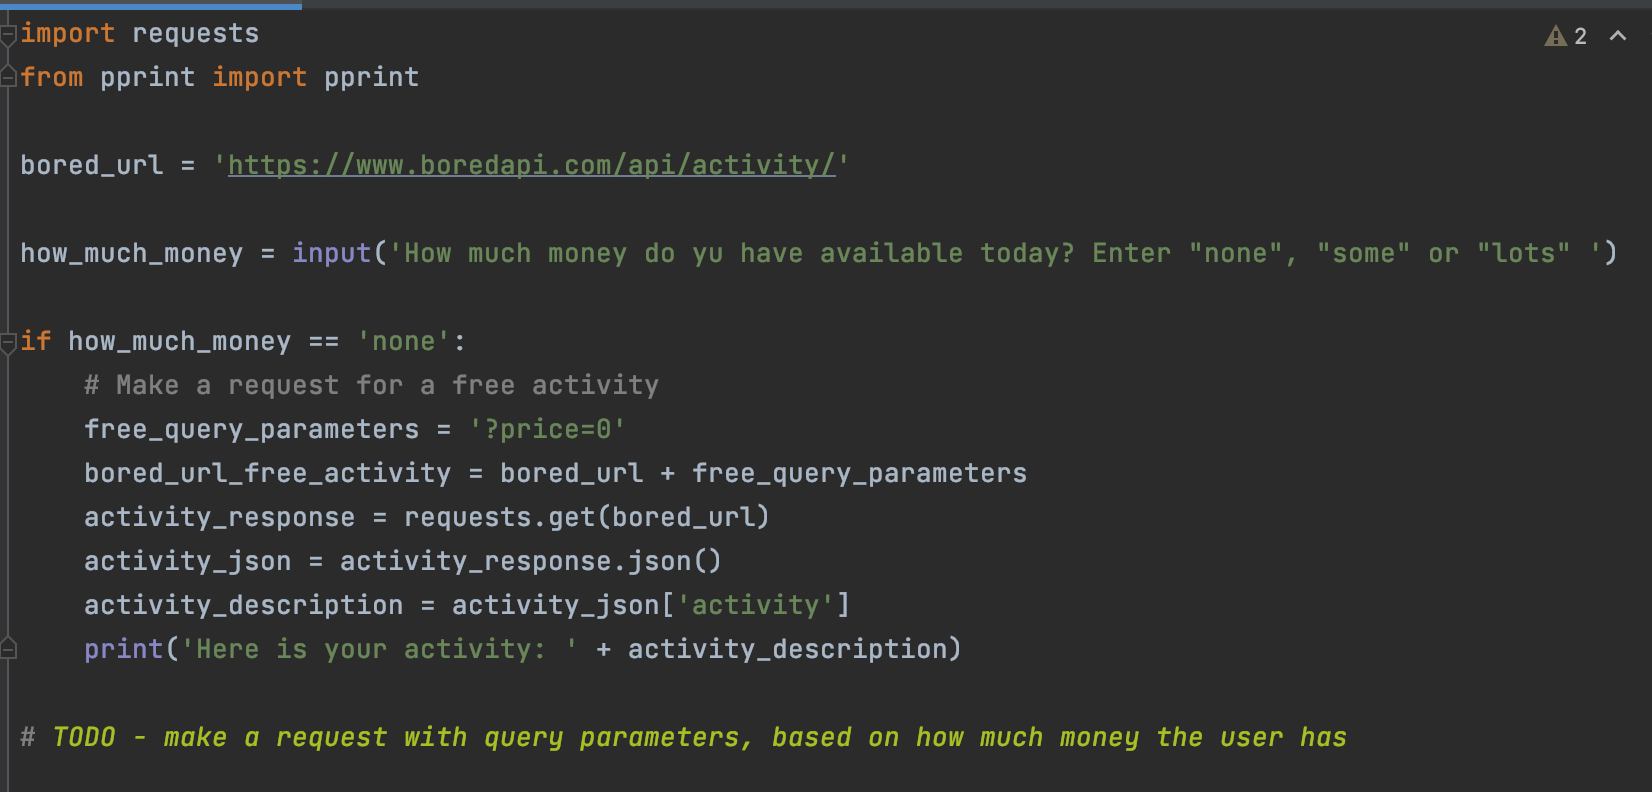 import requests
from pprint import pprint
bored_url = 'https://www.boredapi.com/api/activity/'
how_much_money = input('How much money do yu have available today? Enter "none", "some" or "lots" ')
if how_much_money == 'none':
    # Make a request for a free activity
    free_query_parameters = '?price=0'
    bored_url_free_activity = bored_url + free_query_parameters
    activity_response = requests.get(bored_url)
    activity_json = activity_response.json()
    activity_description = activity_json['activity']
    print('Here is your activity: ' + activity_description)
# TODO - make a request with query parameters, based on how much money the user has
2